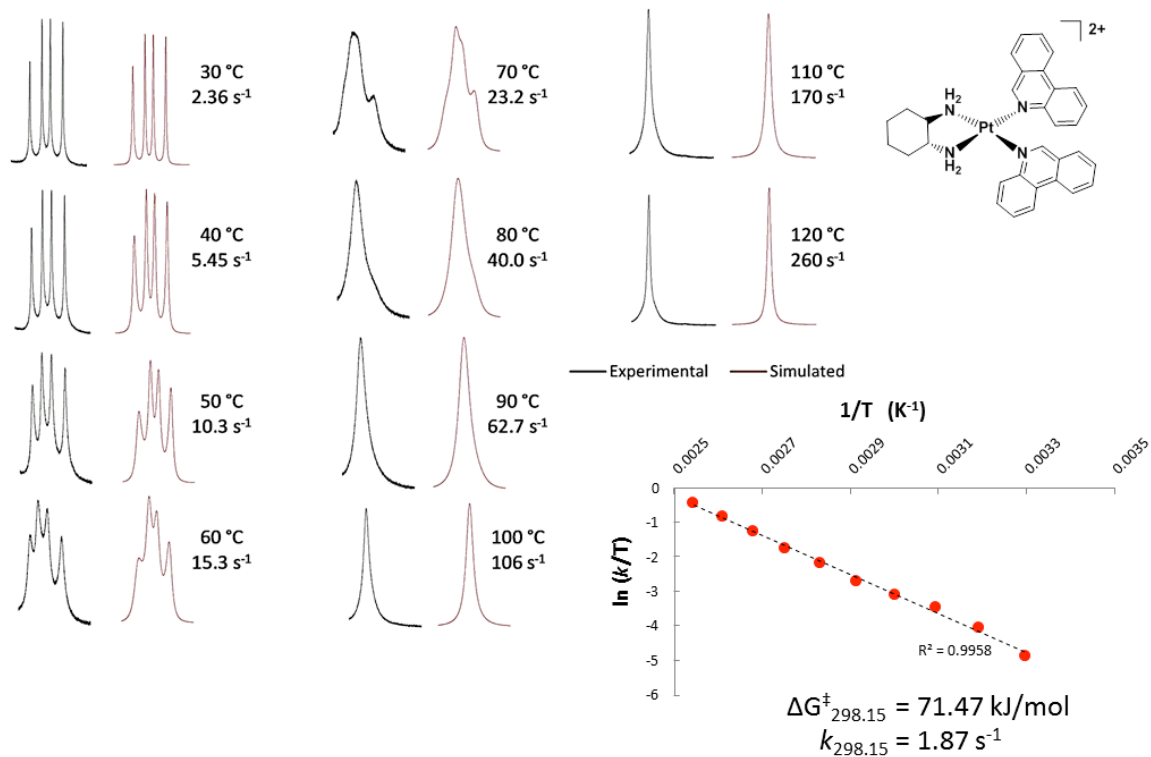 30 °C
2.36 s⁻¹
40 °C
5.45 s⁻¹
50 °C
10.3 s⁻¹
60 °C
15.3 s⁻¹
70 °C
23.2 s⁻¹
80 °C
40.0 s⁻¹
90 °C
62.7 s⁻¹
100 °C
106 s⁻¹
110 °C
170 s⁻¹
120 °C
260 s⁻¹
2+
H₂
N
N
Pt
N
N
H₂
Experimental Simulated
1/T (K⁻¹)
0.0025 0.0027 0.0029 0.0031 0.0033 0.0035
0
-1
-2
-3
-4
-5
-6
ln (k/T)
R² = 0.9958
ΔG‡₂₉₈.₁₅ = 71.47 kJ/mol
k₂₉₈.₁₅ = 1.87 s⁻¹